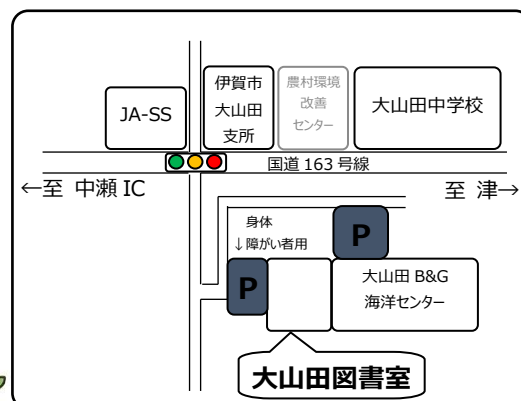 JA-SS
伊賀市
大山田
支所
農村環境
改善
センター
大山田中学校
国道 163 号線
←至 中瀬 IC
至 津→
身体
↓障がい者用
P
P
大山田 B&G
海洋センター
大山田図書室